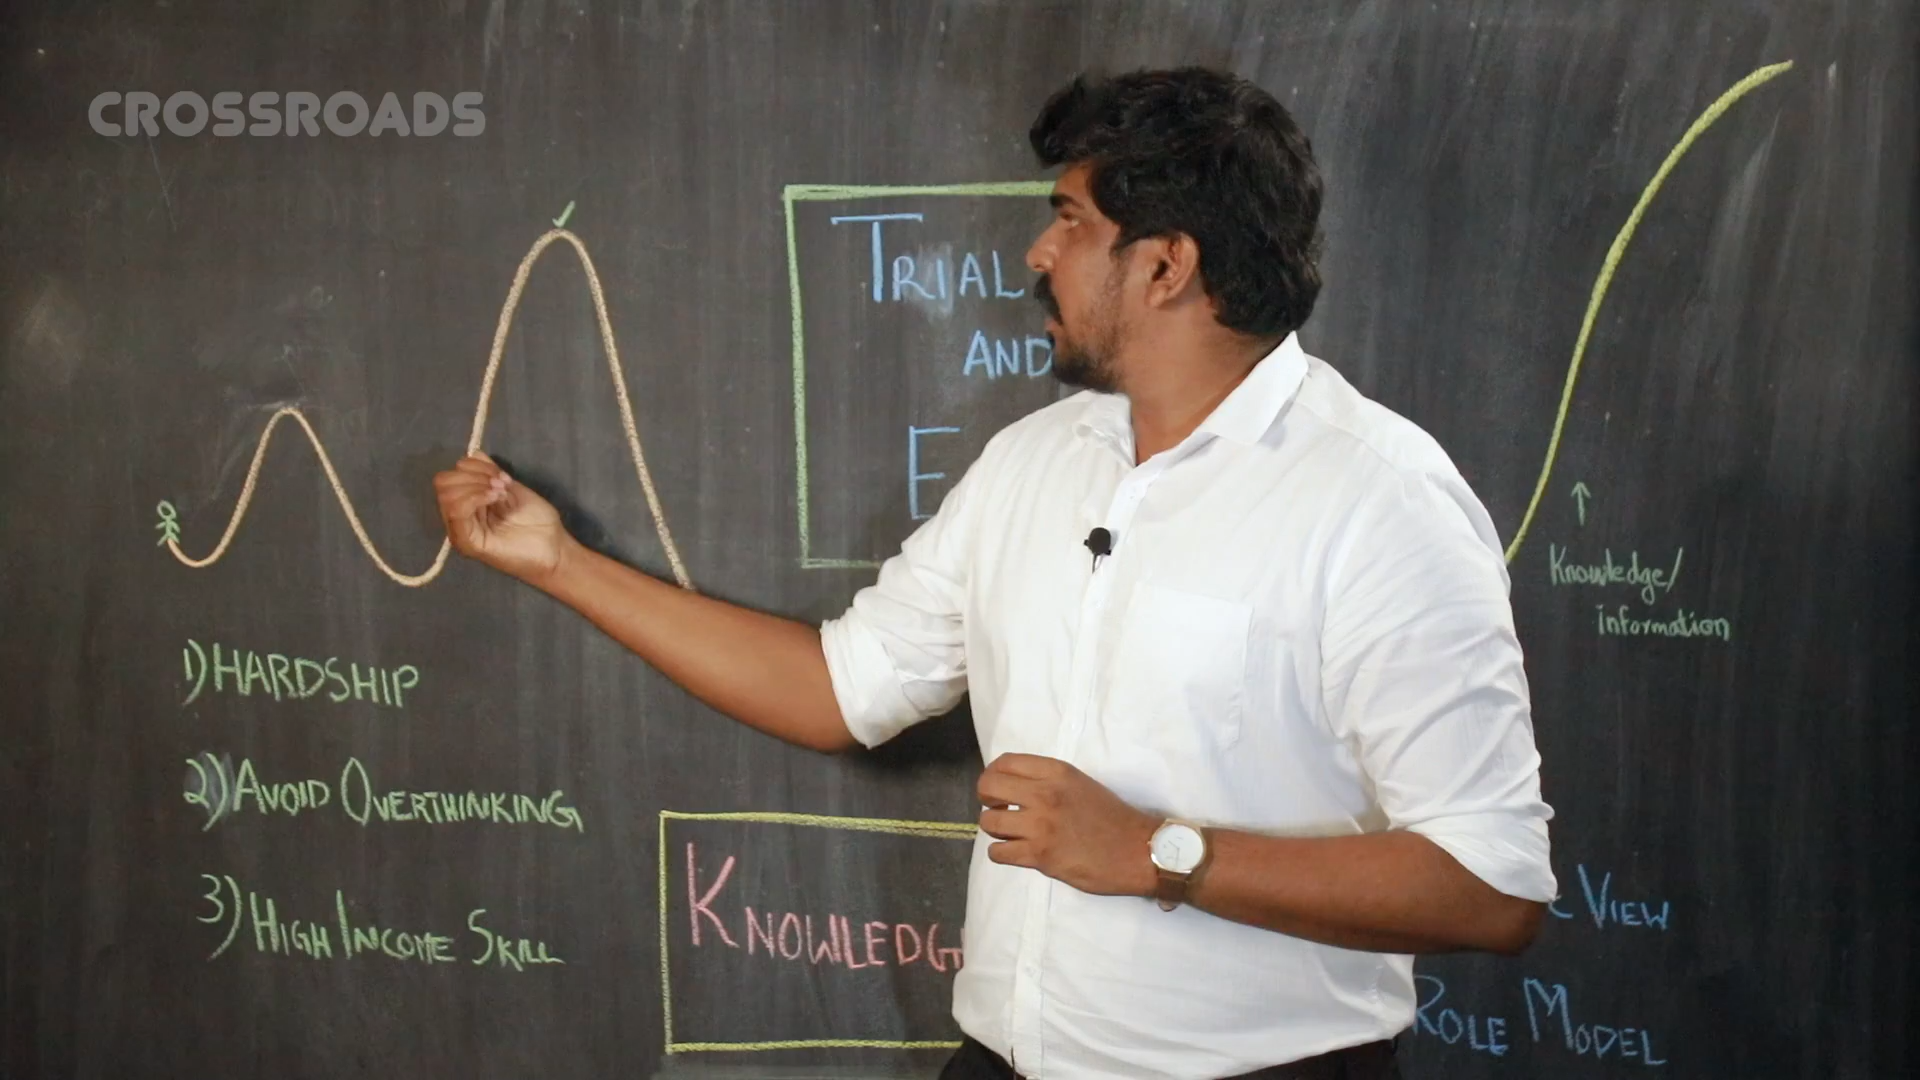 CROSSROADS
TRIAL
AND
1) HARDSHIP
2) AVOID OVERTHINKING
3) HIGH INCOME SKILL
Knowledge/
information
VIEW
ROLE MODEL